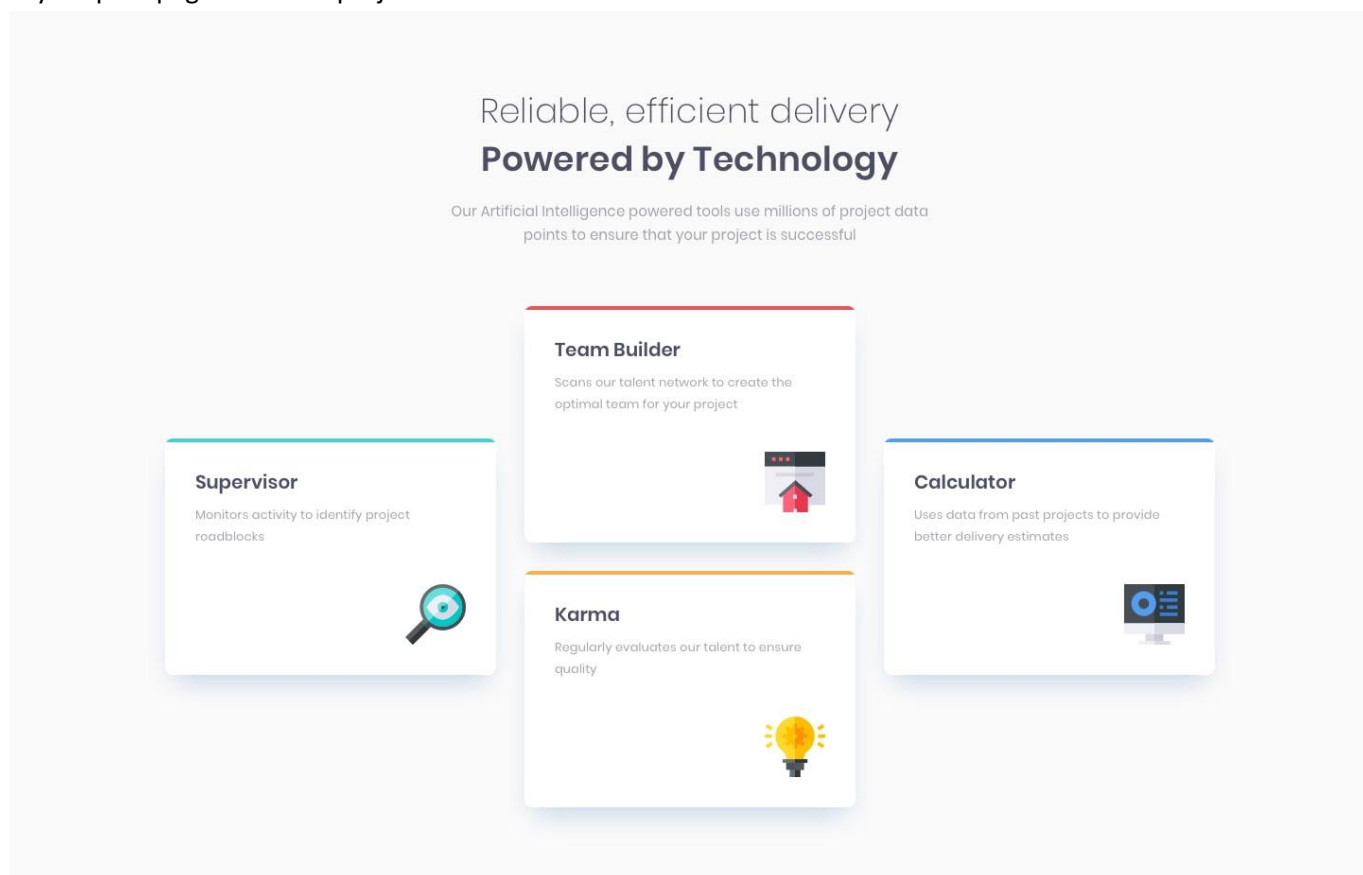 Reliable, efficient delivery
Powered by Technology
Our Artificial Intelligence powered tools use millions of project data
points to ensure that your project is successful
Team Builder
Scans our talent network to create the
optimal team for your project
Supervisor
Monitors activity to identify project
roadblocks
Calculator
Uses data from past projects to provide
better delivery estimates
Karma
Regularly evaluates our talent to ensure
quality